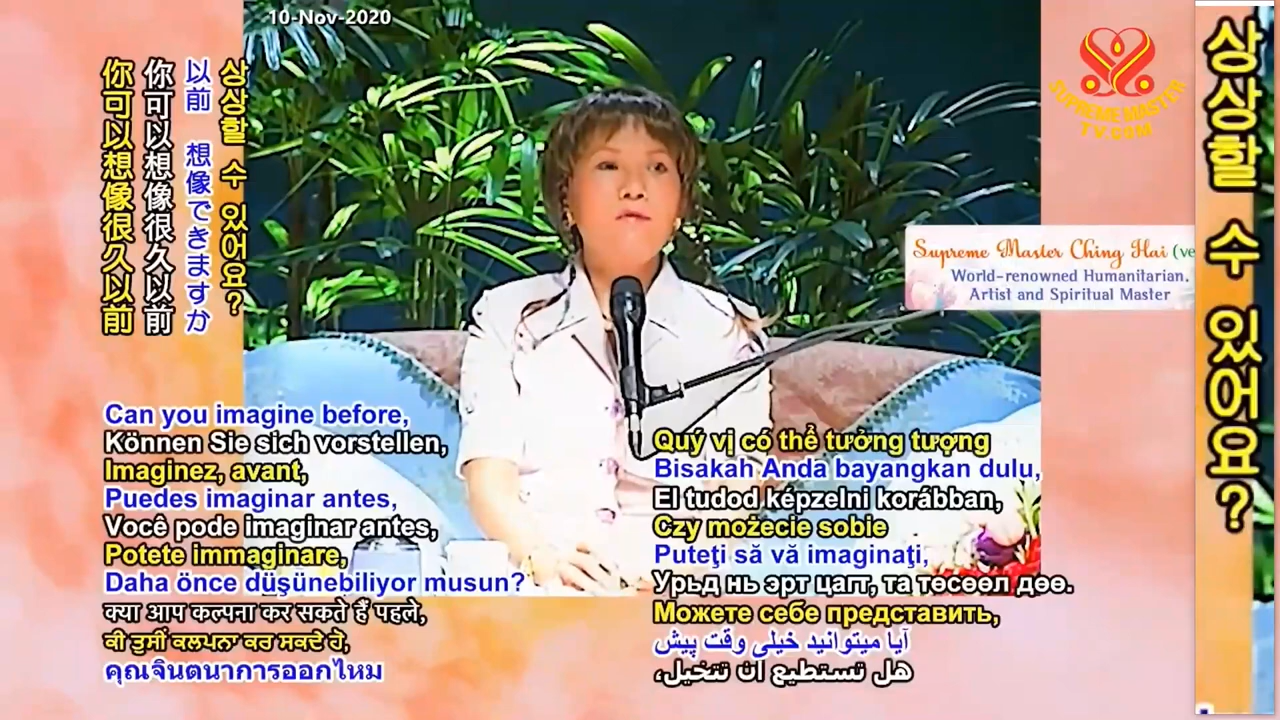 10-Nov-2020
SUPREME MASTER
TV.COM
상상할 수 있어요?
以前 想像できますか
你可以想像很久以前
你可以想像很久以前
상상할 수 있어요?
Supreme Master Ching Hai (ve
World-renowned Humanitarian,
Artist and Spiritual Master
Can you imagine before,
Können Sie sich vorstellen,
Imaginez, avant,
Puedes imaginar antes,
Você pode imaginar antes,
Potete immaginare,
Daha önce düşünebiliyor musun?
क्या आप कल्पना कर सकते हैं पहले,
ਕੀ ਤੁਸੀਂ ਕਲਪਨਾ ਕਰ ਸਕਦੇ ਹੋ,
คุณจินตนาการออกไหม
Quý vị có thể tưởng tượng
Bisakah Anda bayangkan dulu,
El tudod képzelni korábban,
Czy możecie sobie
Puteţi să vă imaginaţi,
Урьд нь эрт цагт, та төсөөл дөө.
Можете себе представить,
آیا میتوانید خیلی وقت پیش
هل تستطيع ان تتخيل،